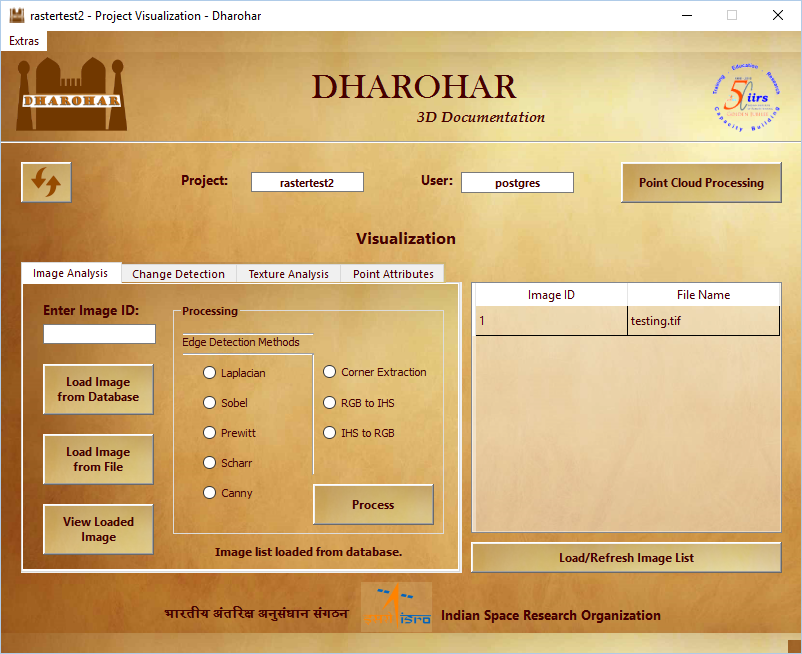 rastertest2 - Project Visualization - Dharohar
Extras
DHAROHAR
DHAROHAR
3D Documentation
Training Education Research
50 iirs
Capacity Building
Project:
rastertest2
User:
postgres
Point Cloud Processing
Visualization
Image Analysis
Change Detection
Texture Analysis
Point Attributes
Enter Image ID:
Load Image
from Database
Load Image
from File
View Loaded
Image
Processing
Edge Detection Methods
Laplacian
Sobel
Prewitt
Scharr
Canny
Corner Extraction
RGB to IHS
IHS to RGB
Process
Image list loaded from database.
Image ID
File Name
1
testing.tif
Load/Refresh Image List
भारतीय अंतरिक्ष अनुसंधान संगठन
isro
Indian Space Research Organization